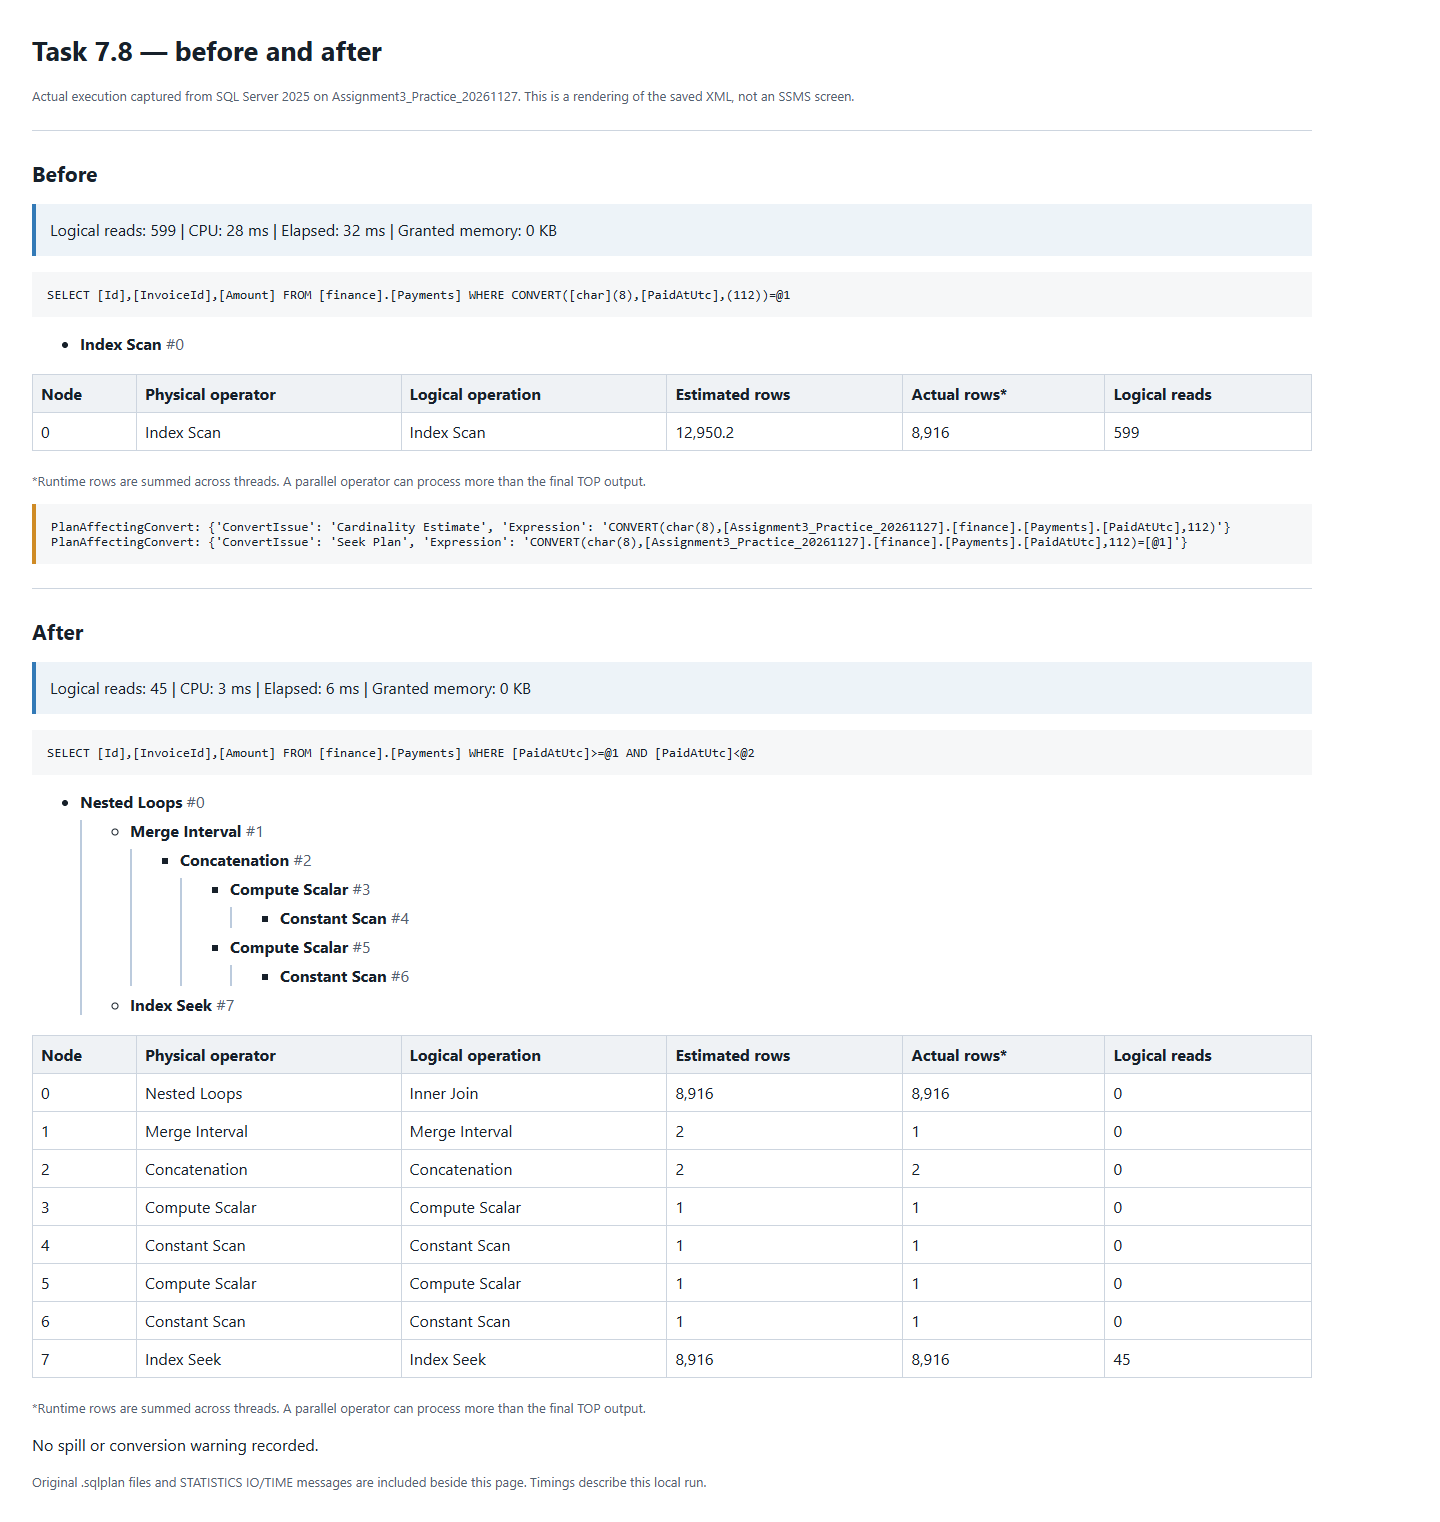 Task 7.8 — before and after
Actual execution captured from SQL Server 2025 on Assignment3_Practice_20261127. This is a rendering of the saved XML, not an SSMS screen.
Before
Logical reads: 599 | CPU: 28 ms | Elapsed: 32 ms | Granted memory: 0 KB
SELECT [Id],[InvoiceId],[Amount] FROM [finance].[Payments] WHERE CONVERT([char](8),[PaidAtUtc],(112))=@1
Index Scan #0
Node Physical operator Logical operation Estimated rows Actual rows* Logical reads
0 Index Scan Index Scan 12,950.2 8,916 599
*Runtime rows are summed across threads. A parallel operator can process more than the final TOP output.
PlanAffectingConvert: {'ConvertIssue': 'Cardinality Estimate', 'Expression': 'CONVERT(char(8),[Assignment3_Practice_20261127].[finance].[Payments].[PaidAtUtc],112)'}
PlanAffectingConvert: {'ConvertIssue': 'Seek Plan', 'Expression': 'CONVERT(char(8),[Assignment3_Practice_20261127].[finance].[Payments].[PaidAtUtc],112)=[@1]'}
After
Logical reads: 45 | CPU: 3 ms | Elapsed: 6 ms | Granted memory: 0 KB
SELECT [Id],[InvoiceId],[Amount] FROM [finance].[Payments] WHERE [PaidAtUtc]>=@1 AND [PaidAtUtc]<@2
Nested Loops #0
Merge Interval #1
Concatenation #2
Compute Scalar #3
Constant Scan #4
Compute Scalar #5
Constant Scan #6
Index Seek #7
Node Physical operator Logical operation Estimated rows Actual rows* Logical reads
0 Nested Loops Inner Join 8,916 8,916 0
1 Merge Interval Merge Interval 2 1 0
2 Concatenation Concatenation 2 2 0
3 Compute Scalar Compute Scalar 1 1 0
4 Constant Scan Constant Scan 1 1 0
5 Compute Scalar Compute Scalar 1 1 0
6 Constant Scan Constant Scan 1 1 0
7 Index Seek Index Seek 8,916 8,916 45
*Runtime rows are summed across threads. A parallel operator can process more than the final TOP output.
No spill or conversion warning recorded.
Original .sqlplan files and STATISTICS IO/TIME messages are included beside this page. Timings describe this local run.